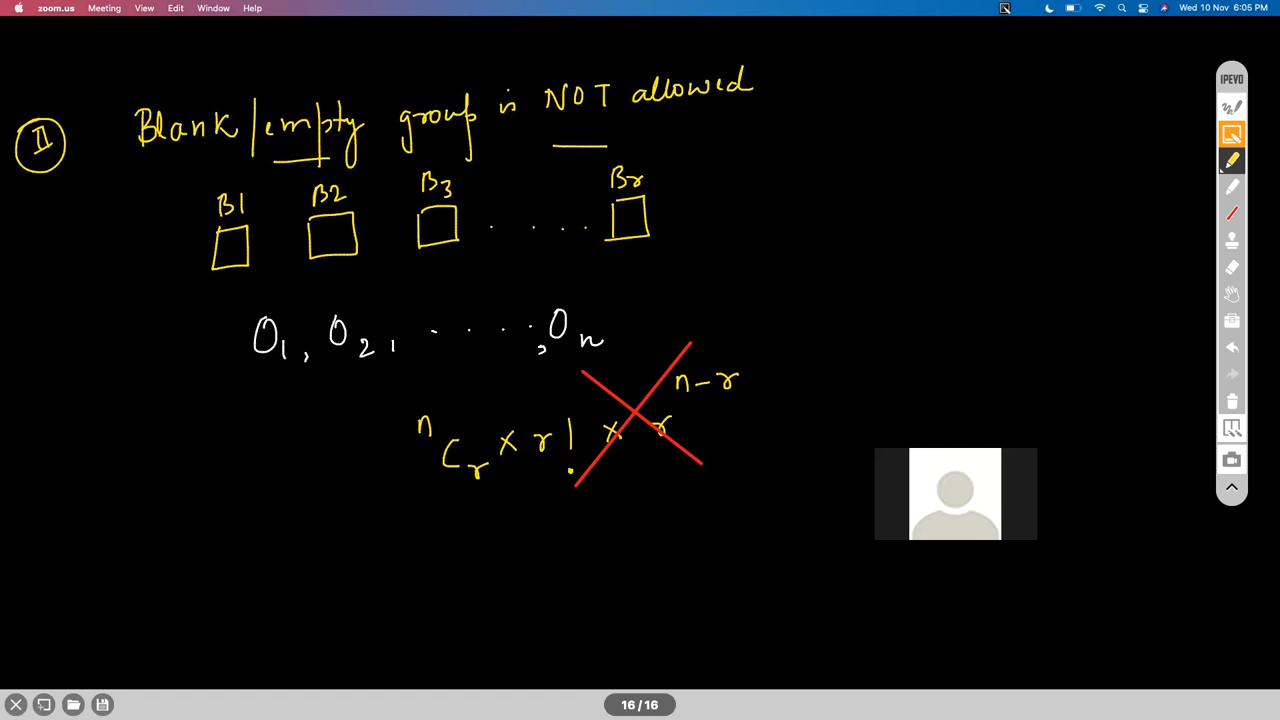 zoom.us Meeting View Edit Window Help Wed 10 Nov 6:05 PM
IPEVO
II Blank/empty group is NOT allowed
B1 B2 B3 . . . . Br
O1, O2, . . . . ., On
nCr × r! × r^n-r
16/16